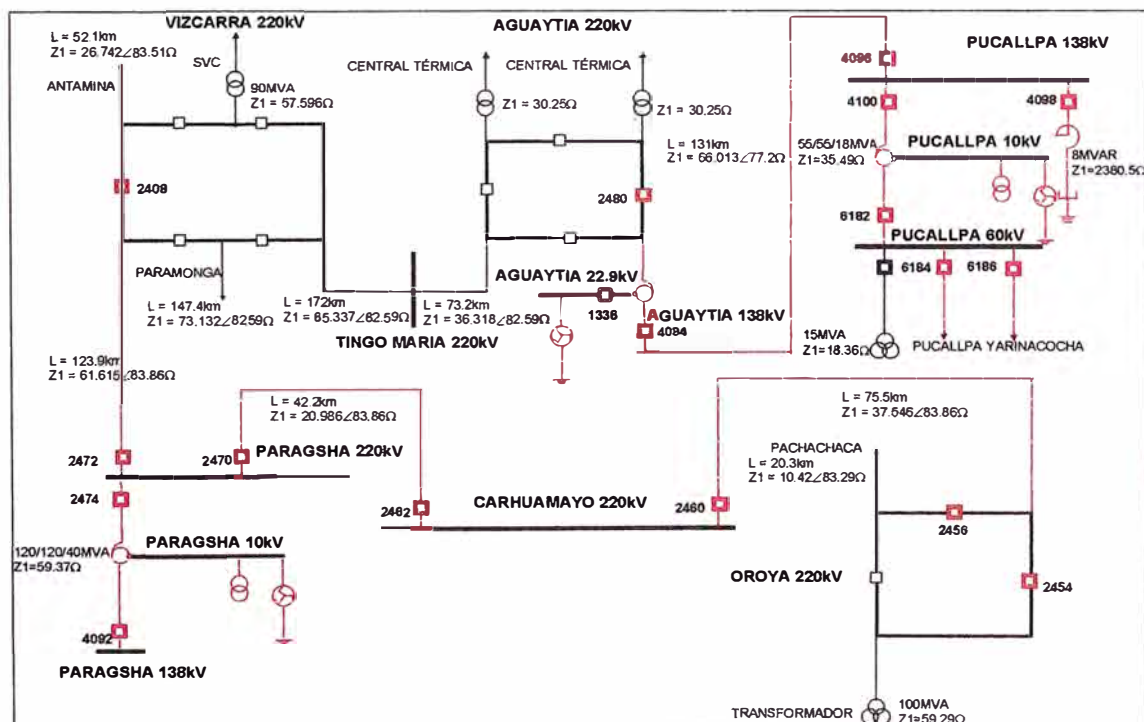 VIZCARRA 220kV
L = 52.1km
Z1 = 26.742∠83.51Ω
ANTAMINA
SVC
90MVA
Z1 = 57.596Ω
2408
PARAMONGA
L = 147.4km
Z1 = 73.132∠8259Ω
L = 172km
Z1 = 85.337∠82.59Ω
L = 73.2km
Z1 = 36.318∠82.59Ω
TINGO MARIA 220kV
AGUAYTIA 220kV
CENTRAL TÉRMICA
CENTRAL TÉRMICA
Z1 = 30.25Ω
Z1 = 30.25Ω
L = 131km
Z1 = 66.013∠77.2Ω
2480
AGUAYTIA 22.9kV
1336
AGUAYTIA 138kV
4094
PUCALLPA 138kV
4096
4100
4098
PUCALLPA 10kV
55/55/18MVA
Z1=35.49Ω
8MVAR
Z1=2380.5Ω
6182
PUCALLPA 60kV
6184
6186
15MVA
Z1=18.36Ω
PUCALLPA YARINACOCHA
L = 123.9km
Z1 = 61.615∠83.86Ω
L = 42.2km
Z1 = 20.986∠83.86Ω
2472
2470
PARAGSHA 220kV
2474
120/120/40MVA
Z1=59.37Ω
PARAGSHA 10kV
4092
PARAGSHA 138kV
2462
CARHUAMAYO 220kV
2460
L = 75.5km
Z1 = 37.546∠83.86Ω
PACHACHACA
L = 20.3km
Z1 = 10.42∠83.29Ω
2456
OROYA 220kV
2454
TRANSFORMADOR
100MVA
Z1=59.29Ω